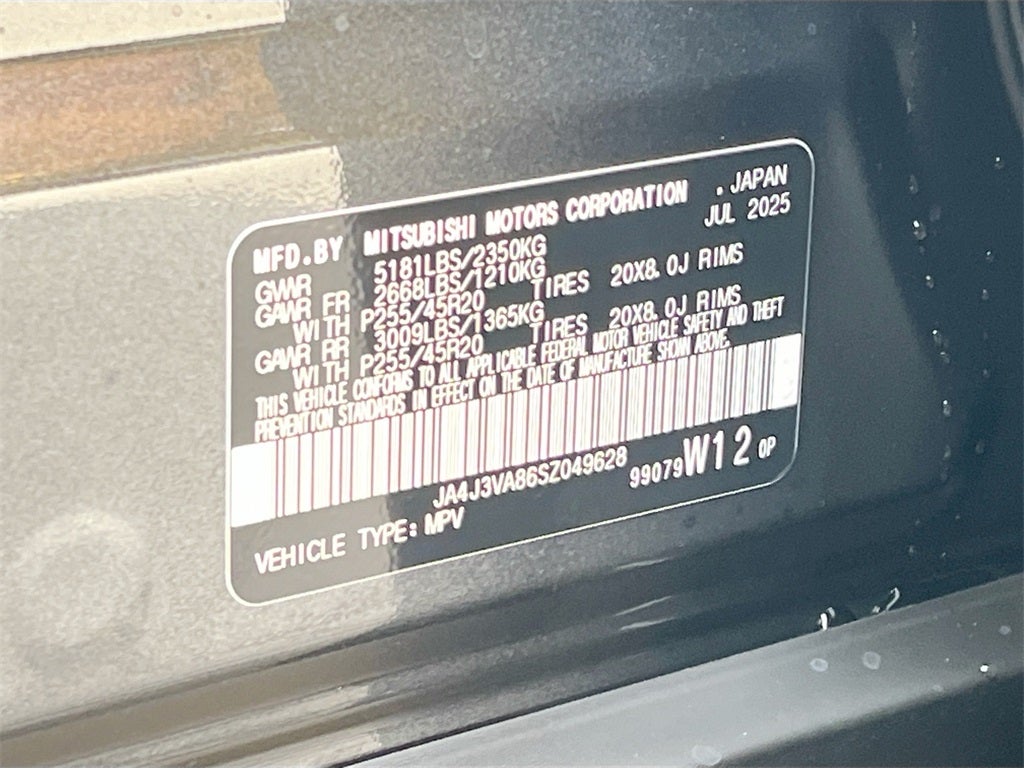 MFD.BY MITSUBISHI MOTORS CORPORATION . JAPAN
JUL 2025
GVWR 5181LBS/2350KG
GAWR FR 2668LBS/1210KG
WITH P255/45R20 TIRES 20X8.0J RIMS
GAWR RR 3009LBS/1365KG
WITH P255/45R20 TIRES 20X8.0J RIMS
THIS VEHICLE CONFORMS TO ALL APPLICABLE FEDERAL MOTOR VEHICLE SAFETY AND THEFT
PREVENTION STANDARDS IN EFFECT ON THE DATE OF MANUFACTURE SHOWN ABOVE.
JA4J3VA86SZ049628
99079 W12 0P
VEHICLE TYPE: MPV